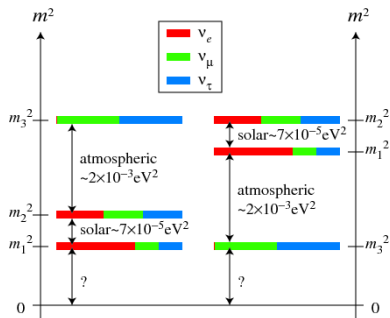 m²
m²
νe
νμ
ντ
m₃²
m₂²
solar~7×10⁻⁵eV²
m₁²
atmospheric
~2×10⁻³eV²
atmospheric
~2×10⁻³eV²
m₂²
solar~7×10⁻⁵eV²
m₁²
m₃²
?
?
0
0